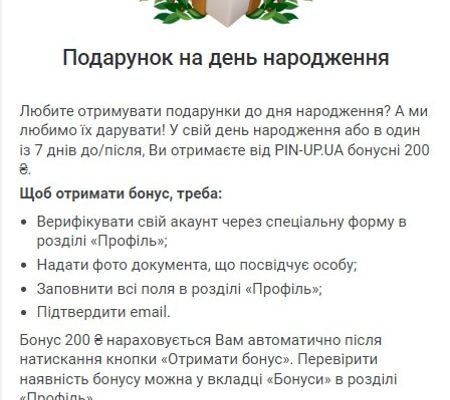 Подарунок на день народження
Любите отримувати подарунки до дня народження? А ми
любимо їх дарувати! У свій день народження або в один
із 7 днів до/після, Ви отримаєте від PIN-UP.UA бонусні 200
₴.
Щоб отримати бонус, треба:
• Верифікувати свій акаунт через спеціальну форму в
розділі «Профіль»;
• Надати фото документа, що посвідчує особу;
• Заповнити всі поля в розділі «Профіль»;
• Підтвердити email.
Бонус 200 ₴ нараховується Вам автоматично після
натискання кнопки «Отримати бонус». Перевірити
наявність бонусу можна у вкладці «Бонуси» в розділі
«Профіль».